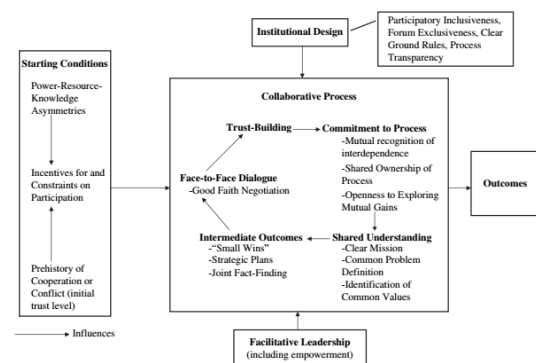 Institutional Design
Participatory Inclusiveness,
Forum Exclusiveness, Clear
Ground Rules, Process
Transparency
Starting Conditions
Power-Resource-
Knowledge
Asymmetries
Incentives for and
Constraints on
Participation
Prehistory of
Cooperation or
Conflict (initial
trust level)
Collaborative Process
Trust-Building
Commitment to Process
-Mutual recognition of
interdependence
-Shared Ownership of
Process
-Openness to Exploring
Mutual Gains
Face-to-Face Dialogue
-Good Faith Negotiation
Intermediate Outcomes
-“Small Wins”
-Strategic Plans
-Joint Fact-Finding
Shared Understanding
-Clear Mission
-Common Problem
Definition
-Identification of
Common Values
Outcomes
Influences
Facilitative Leadership
(including empowerment)